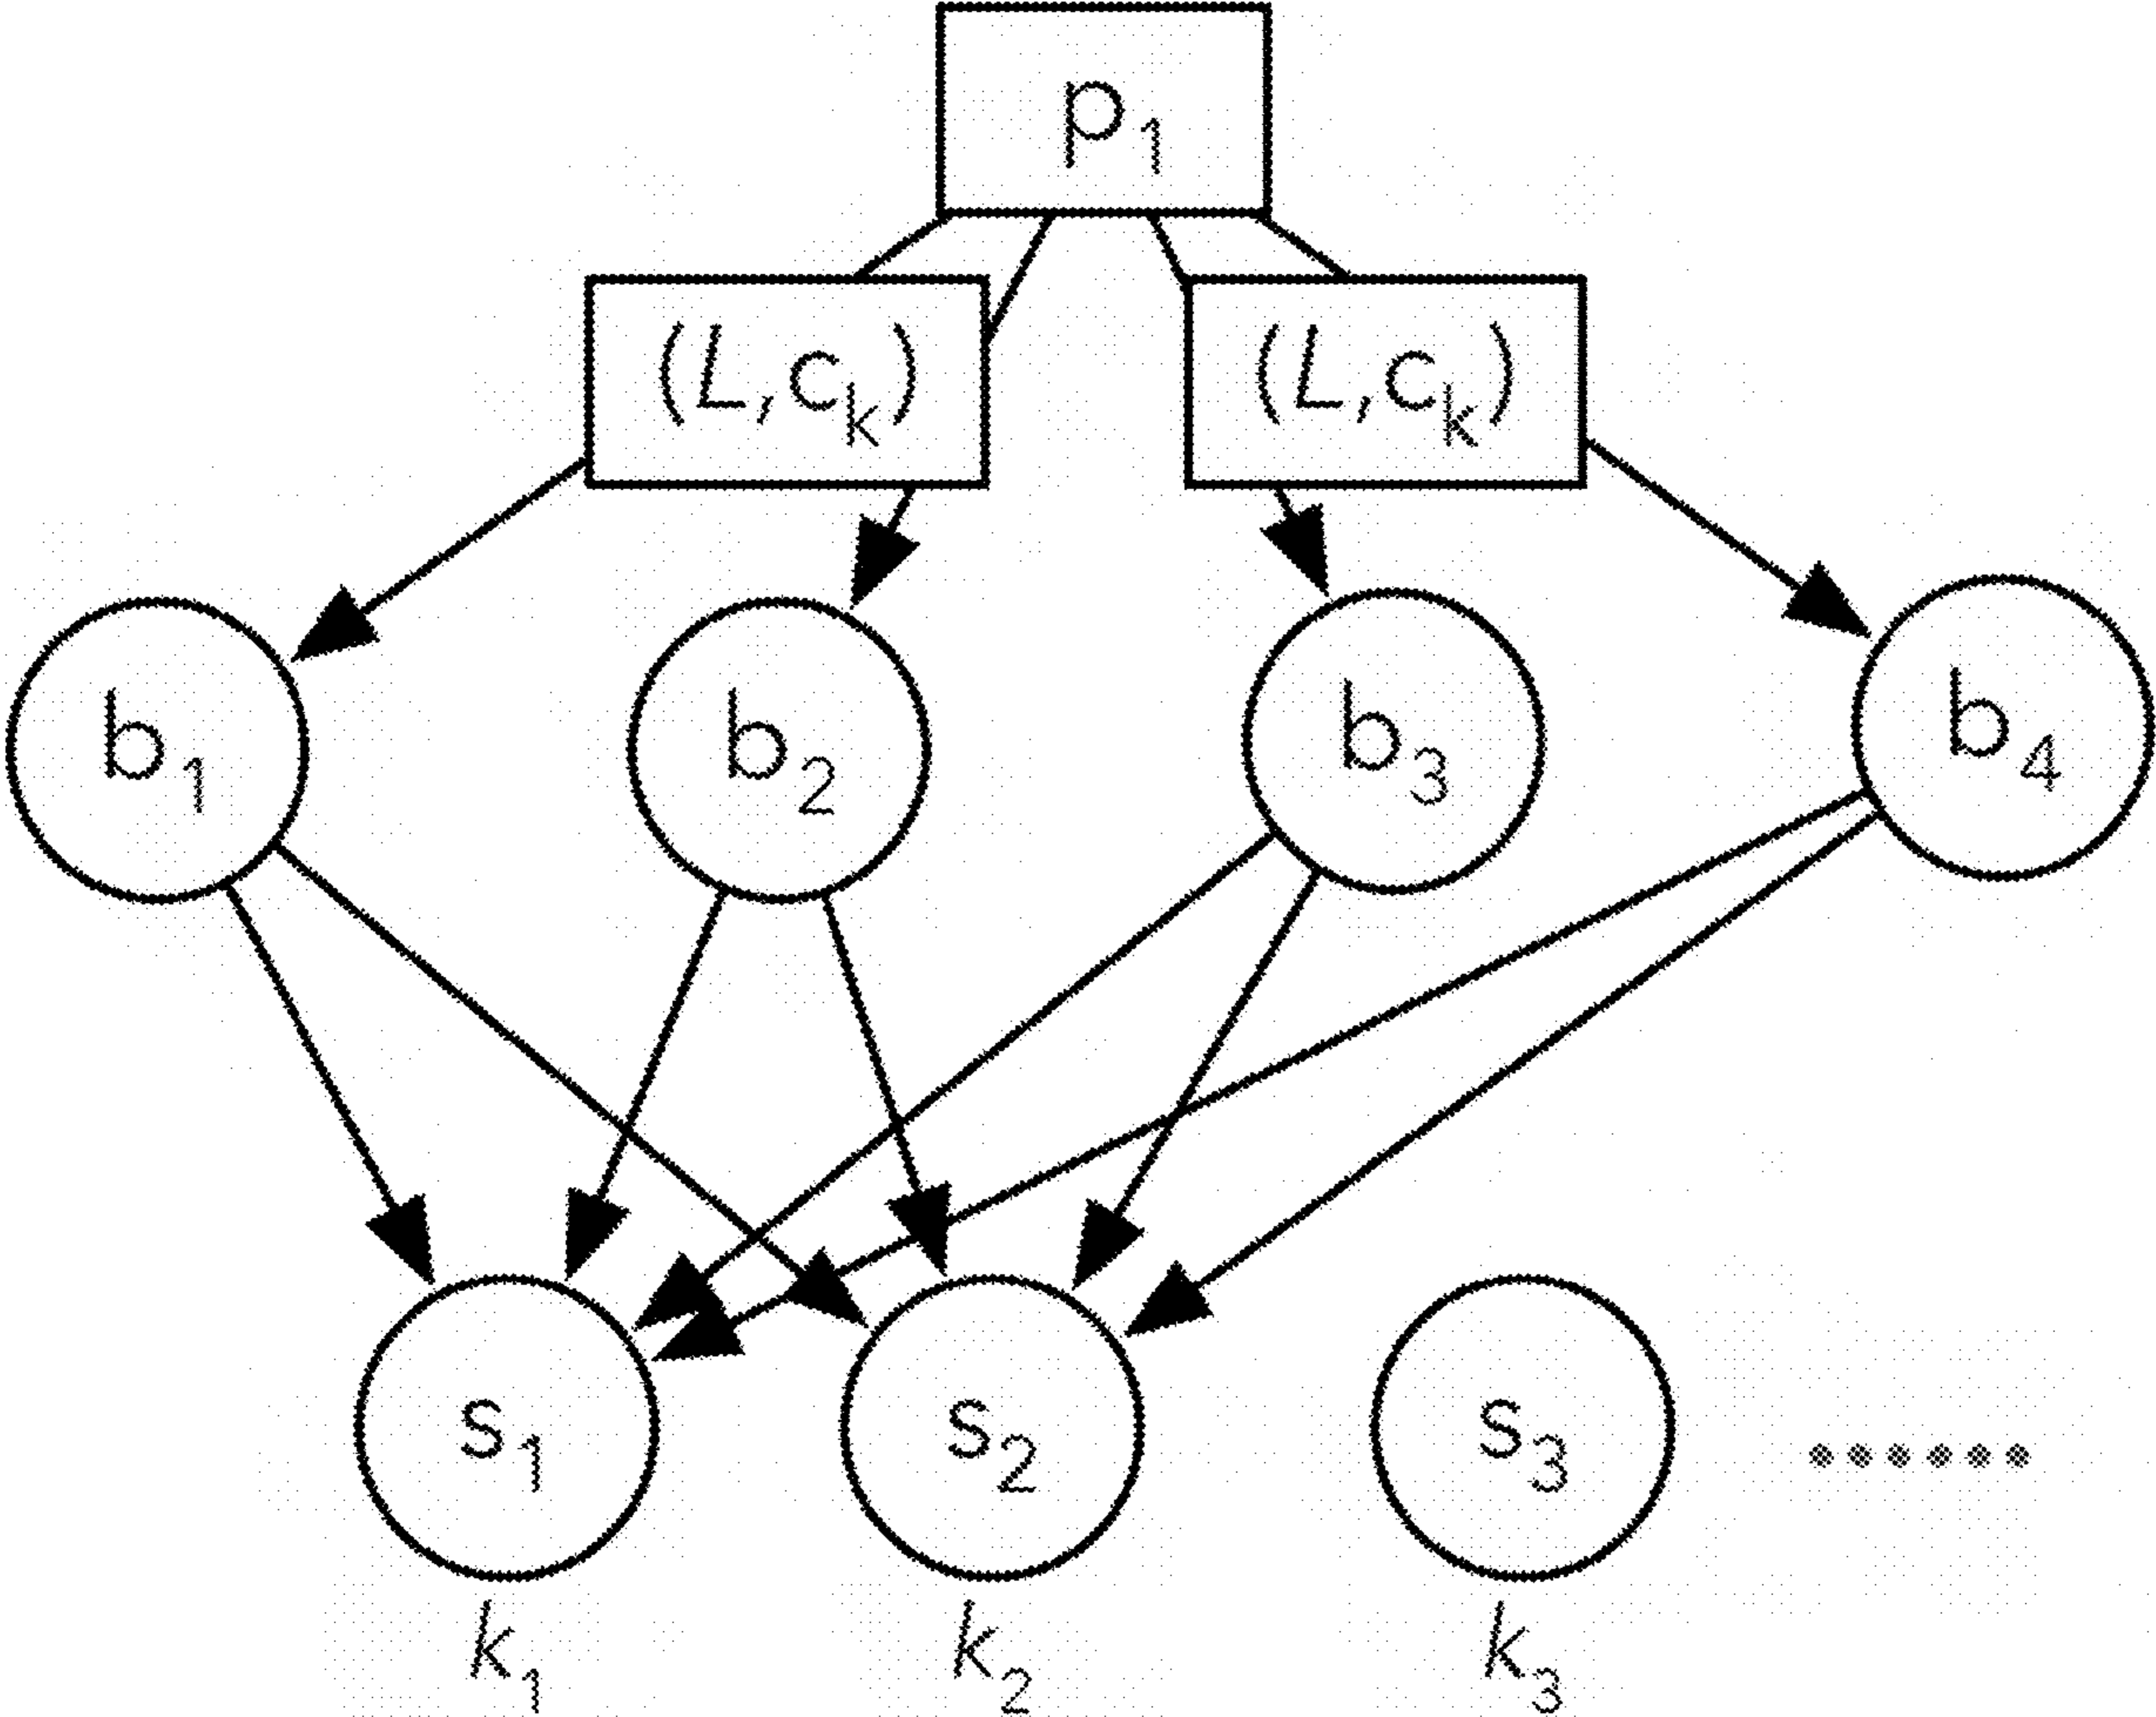 p1
(L,ck) (L,ck)
b1 b2 b3 b4
s1 s2 s3 ......
k1 k2 k3